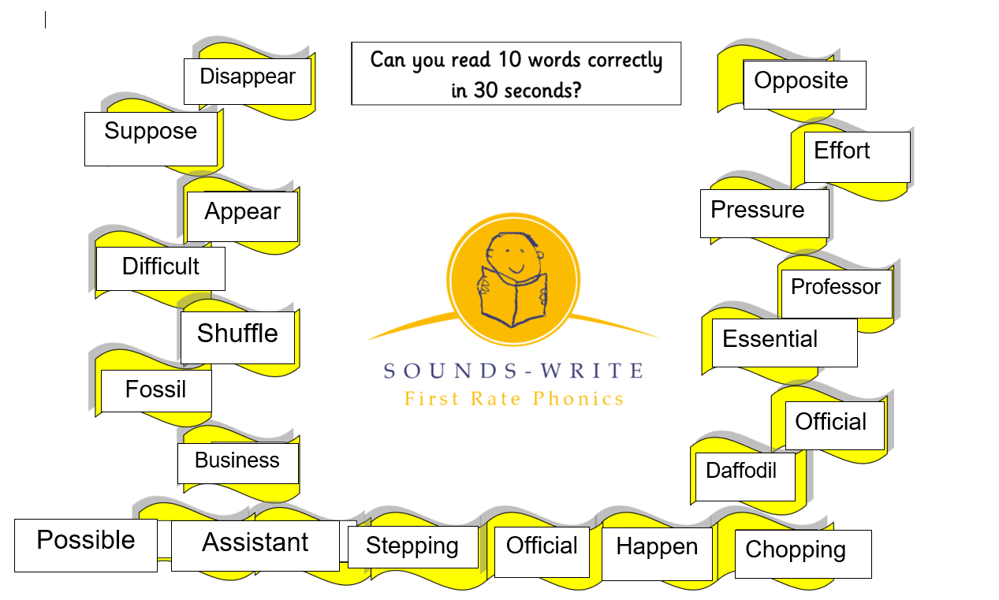 Can you read 10 words correctly
in 30 seconds?
Disappear
Suppose
Appear
Difficult
Shuffle
Fossil
Business
Possible
Assistant
Stepping
Official
Happen
Chopping
Daffodil
Official
Essential
Professor
Pressure
Effort
Opposite
SOUNDS-WRITE
First Rate Phonics